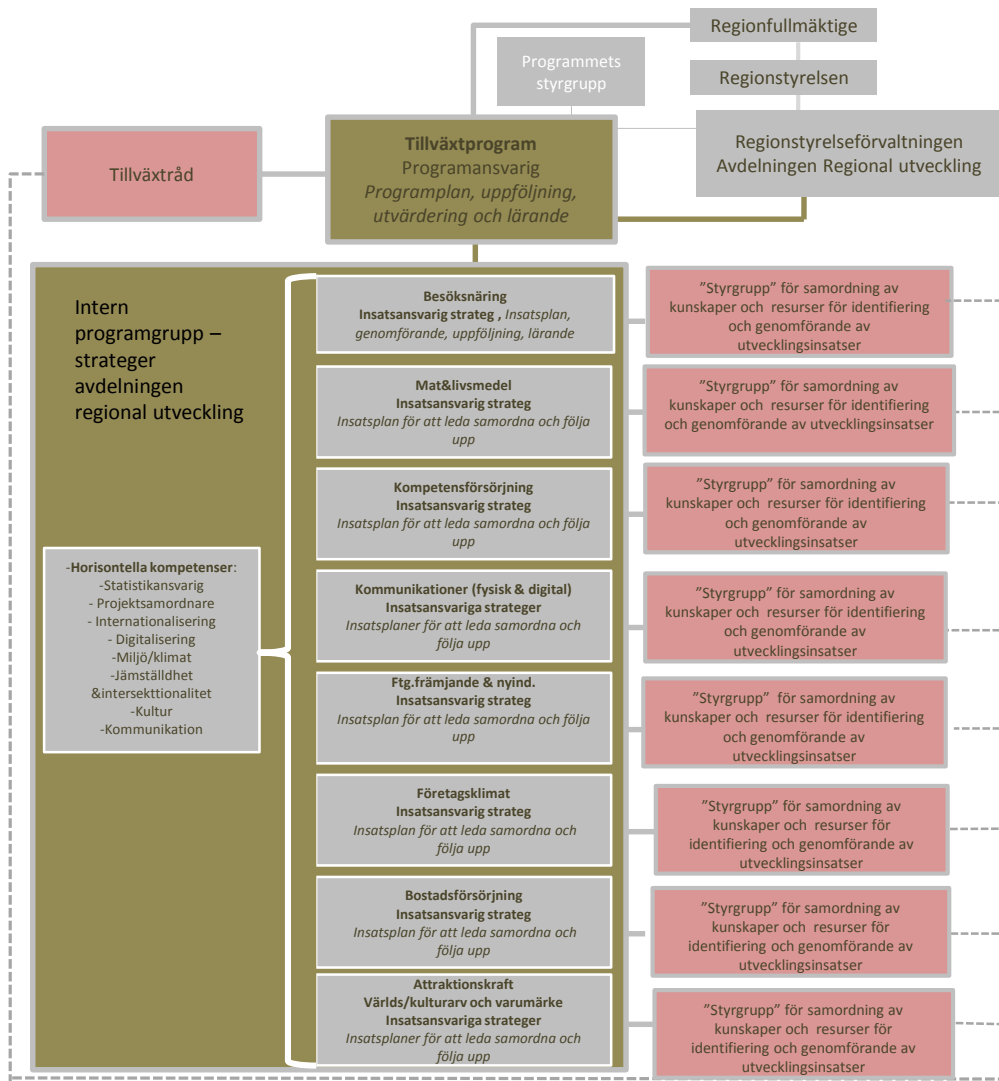 Regionfullmäktige
Programmets
styrgrupp
Regionstyrelsen
Tillväxtråd
Tillväxtprogram
Programansvarig
Programplan, uppföljning,
utvärdering och lärande
Regionstyrelseförvaltningen
Avdelningen Regional utveckling
Intern
programgrupp –
strateger
avdelningen
regional utveckling
-Horisontella kompetenser:
-Statistikansvarig
- Projektsamordnare
- Internationalisering
- Digitalisering
-Miljö/klimat
-Jämställdhet
&intersekttionalitet
-Kultur
-Kommunikation
Besöksnäring
Insatsansvarig strateg , Insatsplan,
genomförande, uppföljning, lärande
"Styrgrupp" för samordning av
kunskaper och resurser för identifiering
och genomförande av
utvecklingsinsatser
Mat&livsmedel
Insatsansvarig strateg
Insatsplan för att leda samordna och följa
upp
"Styrgrupp" för samordning av
kunskaper och resurser för identifiering
och genomförande av utvecklingsinsatser
Kompetensförsörjning
Insatsansvarig strateg
Insatsplan för att leda samordna och följa
upp
"Styrgrupp" för samordning av
kunskaper och resurser för identifiering
och genomförande av
utvecklingsinsatser
Kommunikationer (fysisk & digital)
Insatsansvariga strateger
Insatsplaner för att leda samordna och
följa upp
"Styrgrupp" för samordning av
kunskaper och resurser för identifiering
och genomförande av
utvecklingsinsatser
Ftg.främjande & nyind.
Insatsansvarig strateg
Insatsplan för att leda samordna och följa
upp
"Styrgrupp" för samordning av
kunskaper och resurser för identifiering
och genomförande av
utvecklingsinsatser
Företagsklimat
Insatsansvarig strateg
Insatsplan för att leda samordna och
följa upp
"Styrgrupp" för samordning av
kunskaper och resurser för
identifiering och genomförande av
utvecklingsinsatser
Bostadsförsörjning
Insatsansvarig strateg
Insatsplan för att leda samordna och
följa upp
"Styrgrupp" för samordning av
kunskaper och resurser för
identifiering och genomförande av
utvecklingsinsatser
Attraktionskraft
Världs/kulturarv och varumärke
Insatsansvariga strateger
Insatsplaner för att leda samordna och
följa upp
"Styrgrupp" för samordning av
kunskaper och resurser för
identifiering och genomförande av
utvecklingsinsatser